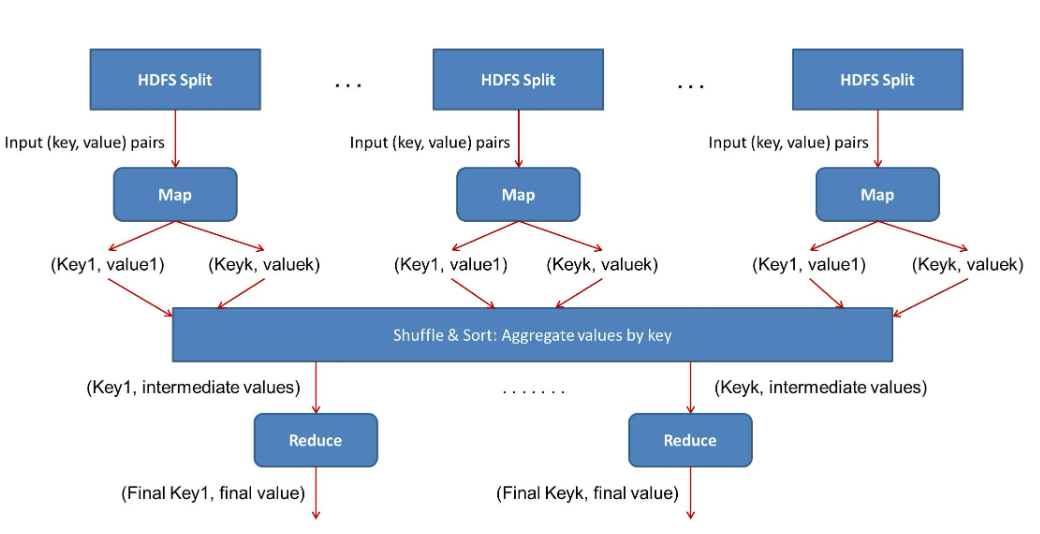 HDFS Split
. . .
HDFS Split
. . .
HDFS Split
Input (key, value) pairs
Input (key, value) pairs
Input (key, value) pairs
Map
Map
Map
(Key1, value1)
(Keyk, valuek)
(Key1, value1)
(Keyk, valuek)
(Key1, value1)
(Keyk, valuek)
Shuffle & Sort: Aggregate values by key
(Key1, intermediate values)
. . . . . . .
(Keyk, intermediate values)
Reduce
Reduce
(Final Key1, final value)
(Final Keyk, final value)